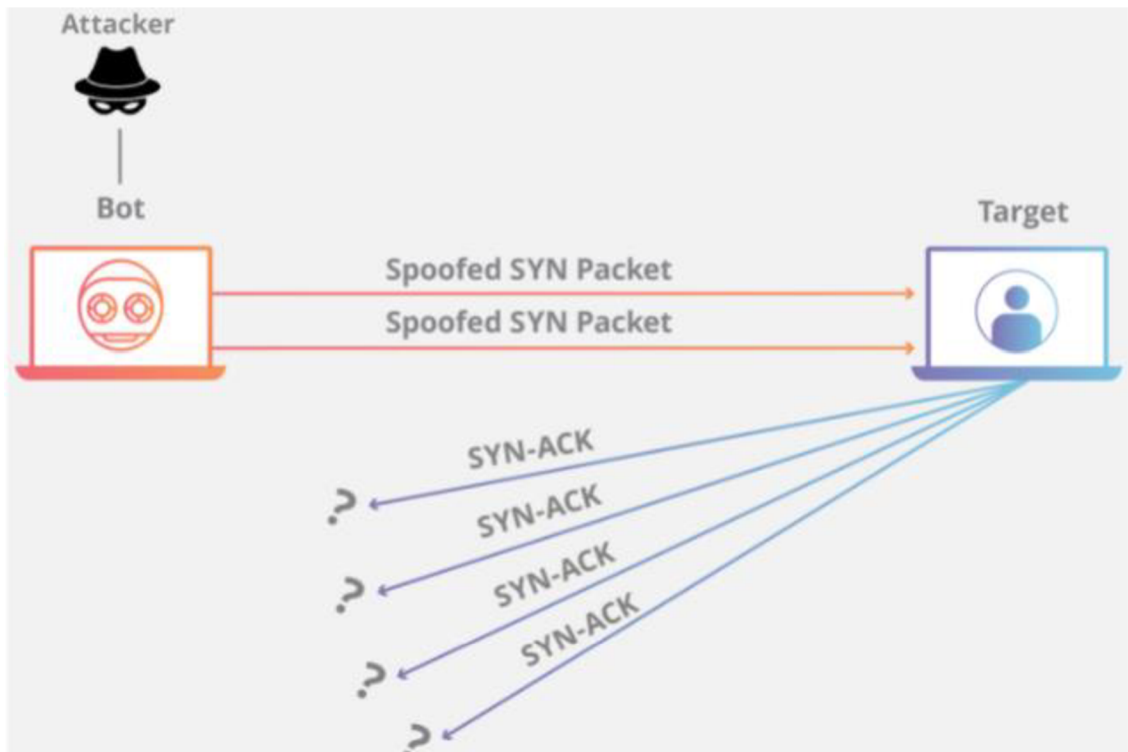 Attacker
Bot
Target
Spoofed SYN Packet
Spoofed SYN Packet
SYN-ACK
?
SYN-ACK
?
SYN-ACK
?
SYN-ACK
?